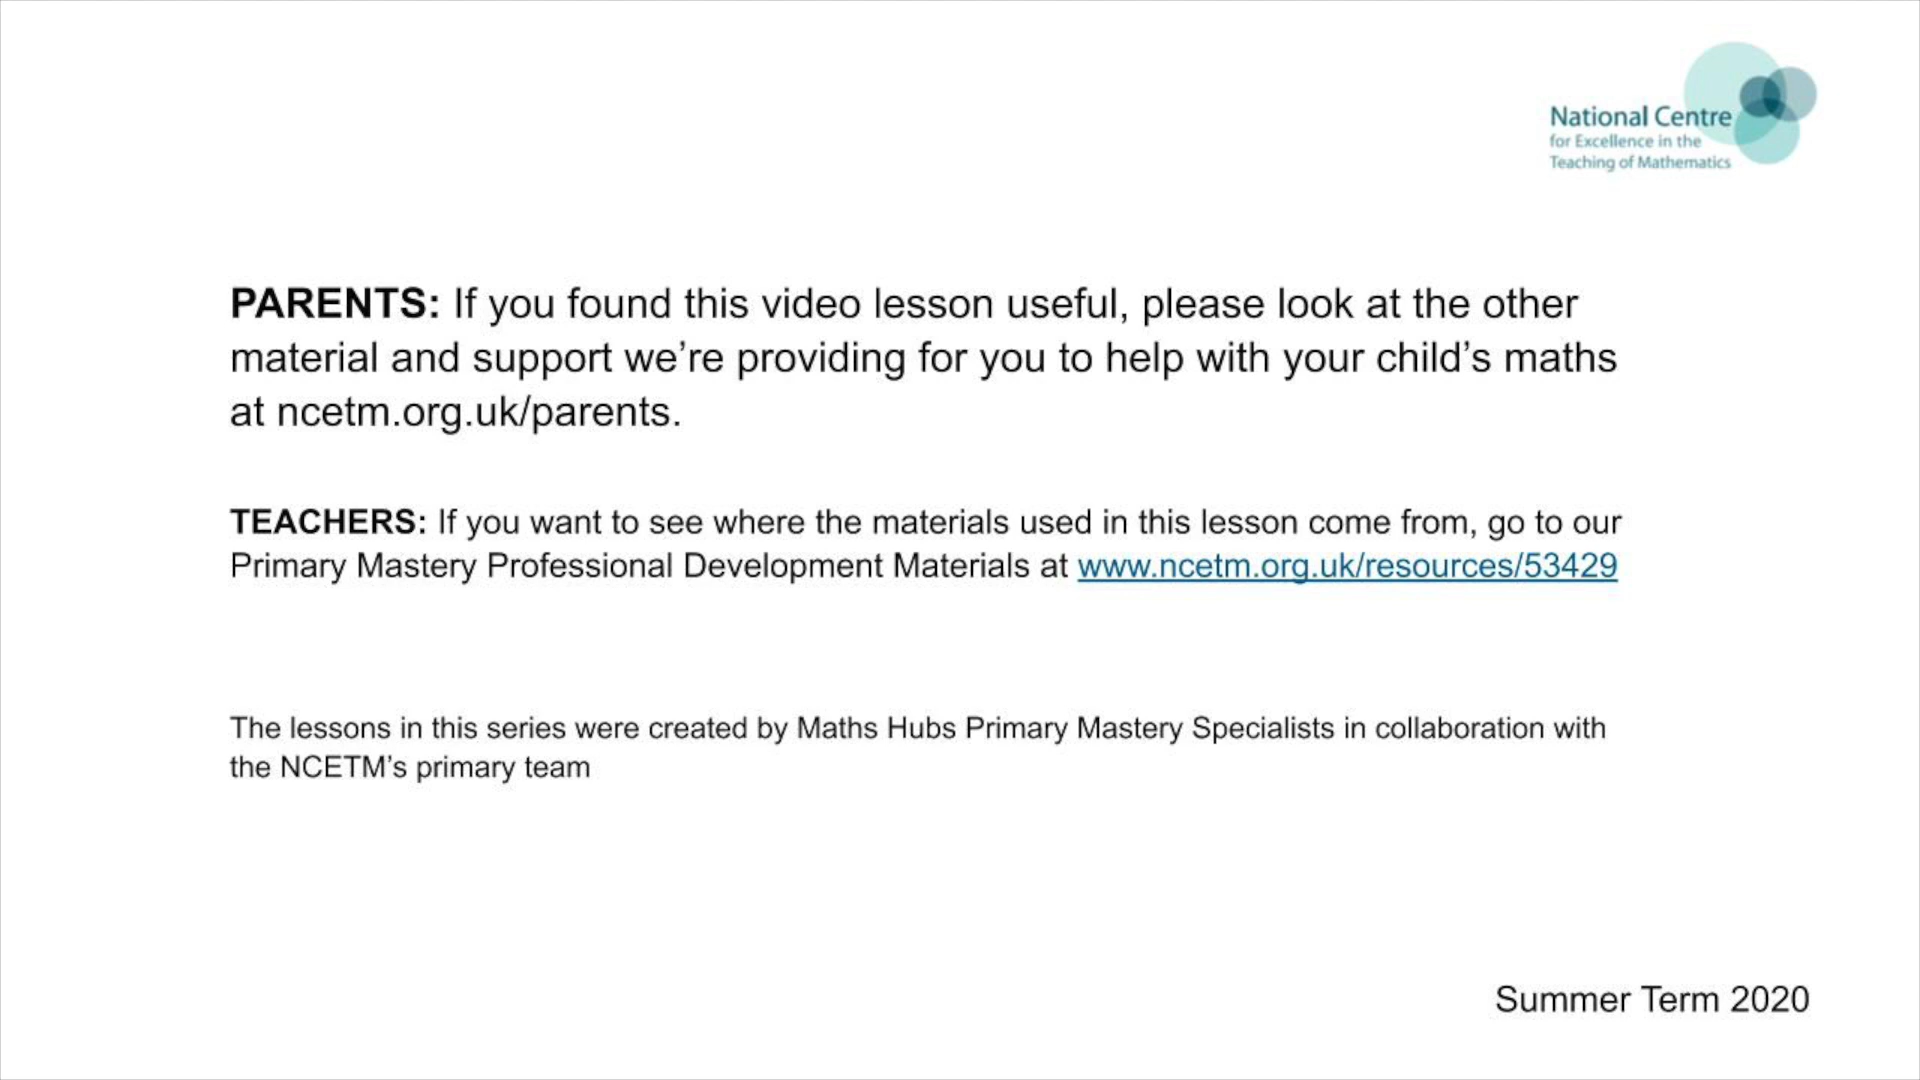 National Centre
for Excellence in the
Teaching of Mathematics
PARENTS: If you found this video lesson useful, please look at the other
material and support we’re providing for you to help with your child’s maths
at ncetm.org.uk/parents.
TEACHERS: If you want to see where the materials used in this lesson come from, go to our
Primary Mastery Professional Development Materials at www.ncetm.org.uk/resources/53429
The lessons in this series were created by Maths Hubs Primary Mastery Specialists in collaboration with
the NCETM’s primary team
Summer Term 2020